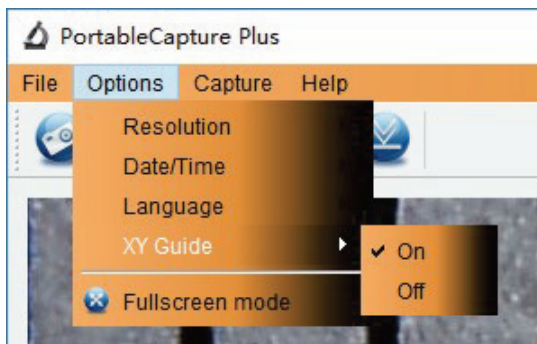 PortableCapture Plus
File Options Capture Help
Resolution
Date/Time
Language
XY Guide
On
Off
Fullscreen mode